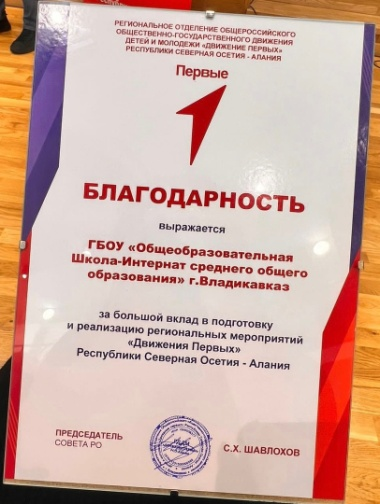 РЕГИОНАЛЬНОЕ ОТДЕЛЕНИЕ ОБЩЕРОССИЙСКОГО
ОБЩЕСТВЕННО-ГОСУДАРСТВЕННОГО ДВИЖЕНИЯ
ДЕТЕЙ И МОЛОДЕЖИ «ДВИЖЕНИЕ ПЕРВЫХ»
РЕСПУБЛИКИ СЕВЕРНАЯ ОСЕТИЯ - АЛАНИЯ
Первые
БЛАГОДАРНОСТЬ
выражается
ГБОУ «Общеобразовательная
Школа-Интернат среднего общего
образования» г.Владикавказ
за большой вклад в подготовку
и реализацию региональных мероприятий
«Движения Первых»
Республики Северная Осетия - Алания
ПРЕДСЕДАТЕЛЬ
СОВЕТА РО
С.Х. ШАВЛОХОВ